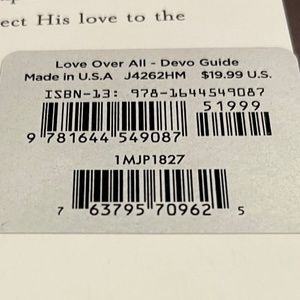 ect His love to the
Love Over All - Devo Guide
Made in U.S.A J4262HM $19.99 U.S.
ISBN-13: 978-1644549087
51999
9 781644 549087
1MJP1827
7 63795 70962 5